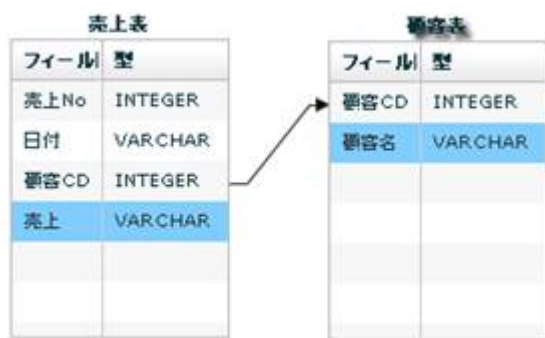 売上表
フィール 型
売上No INTEGER
日付 VARCHAR
顧客CD INTEGER
売上 VARCHAR
顧客表
フィール 型
顧客CD INTEGER
顧客名 VARCHAR